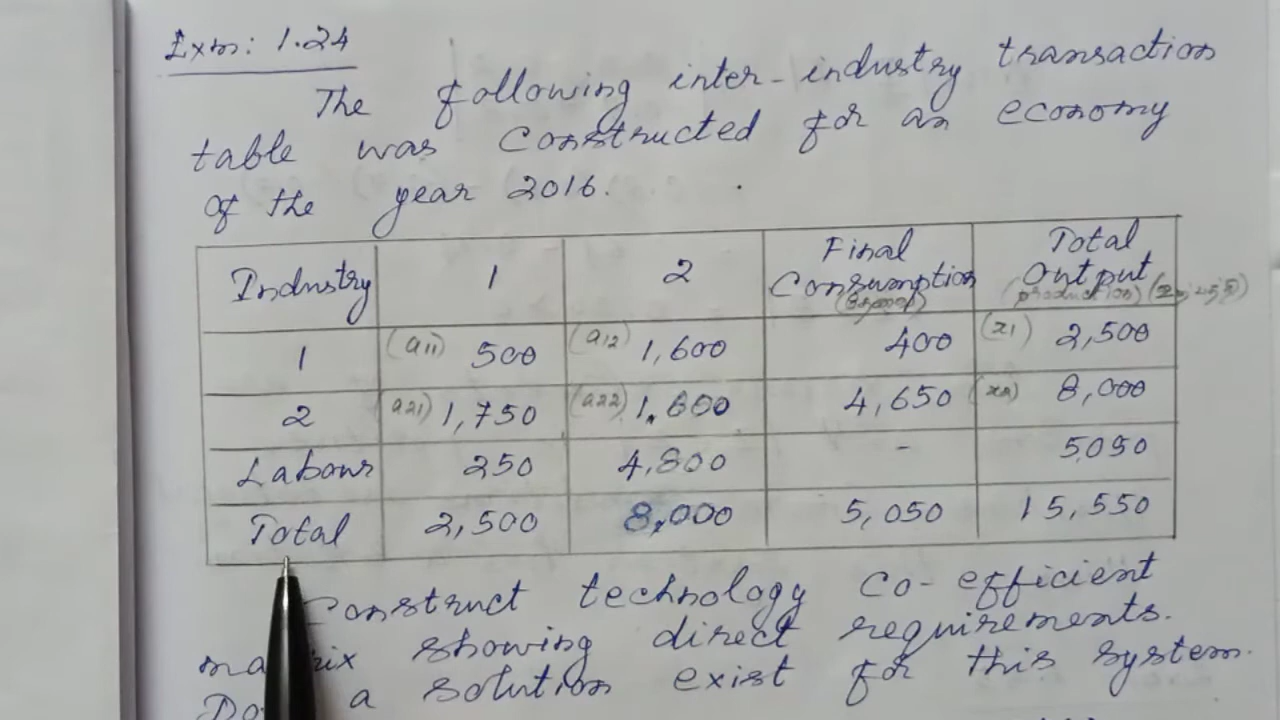 Exm: 1.24
The following inter-industry transaction
table was constructed for an economy
of the year 2016.
Industry 1 2 Final Consumption Total Output
(production)
1 (a11) 500 (a12) 1,600 400 (x1) 2,500
2 (a21) 1,750 (a22) 1,600 4,650 (x2) 8,000
Labour 250 4,800 - 5,050
Total 2,500 8,000 5,050 15,550
Construct technology co-efficient
showing direct requirements.
a solution exist for this system.